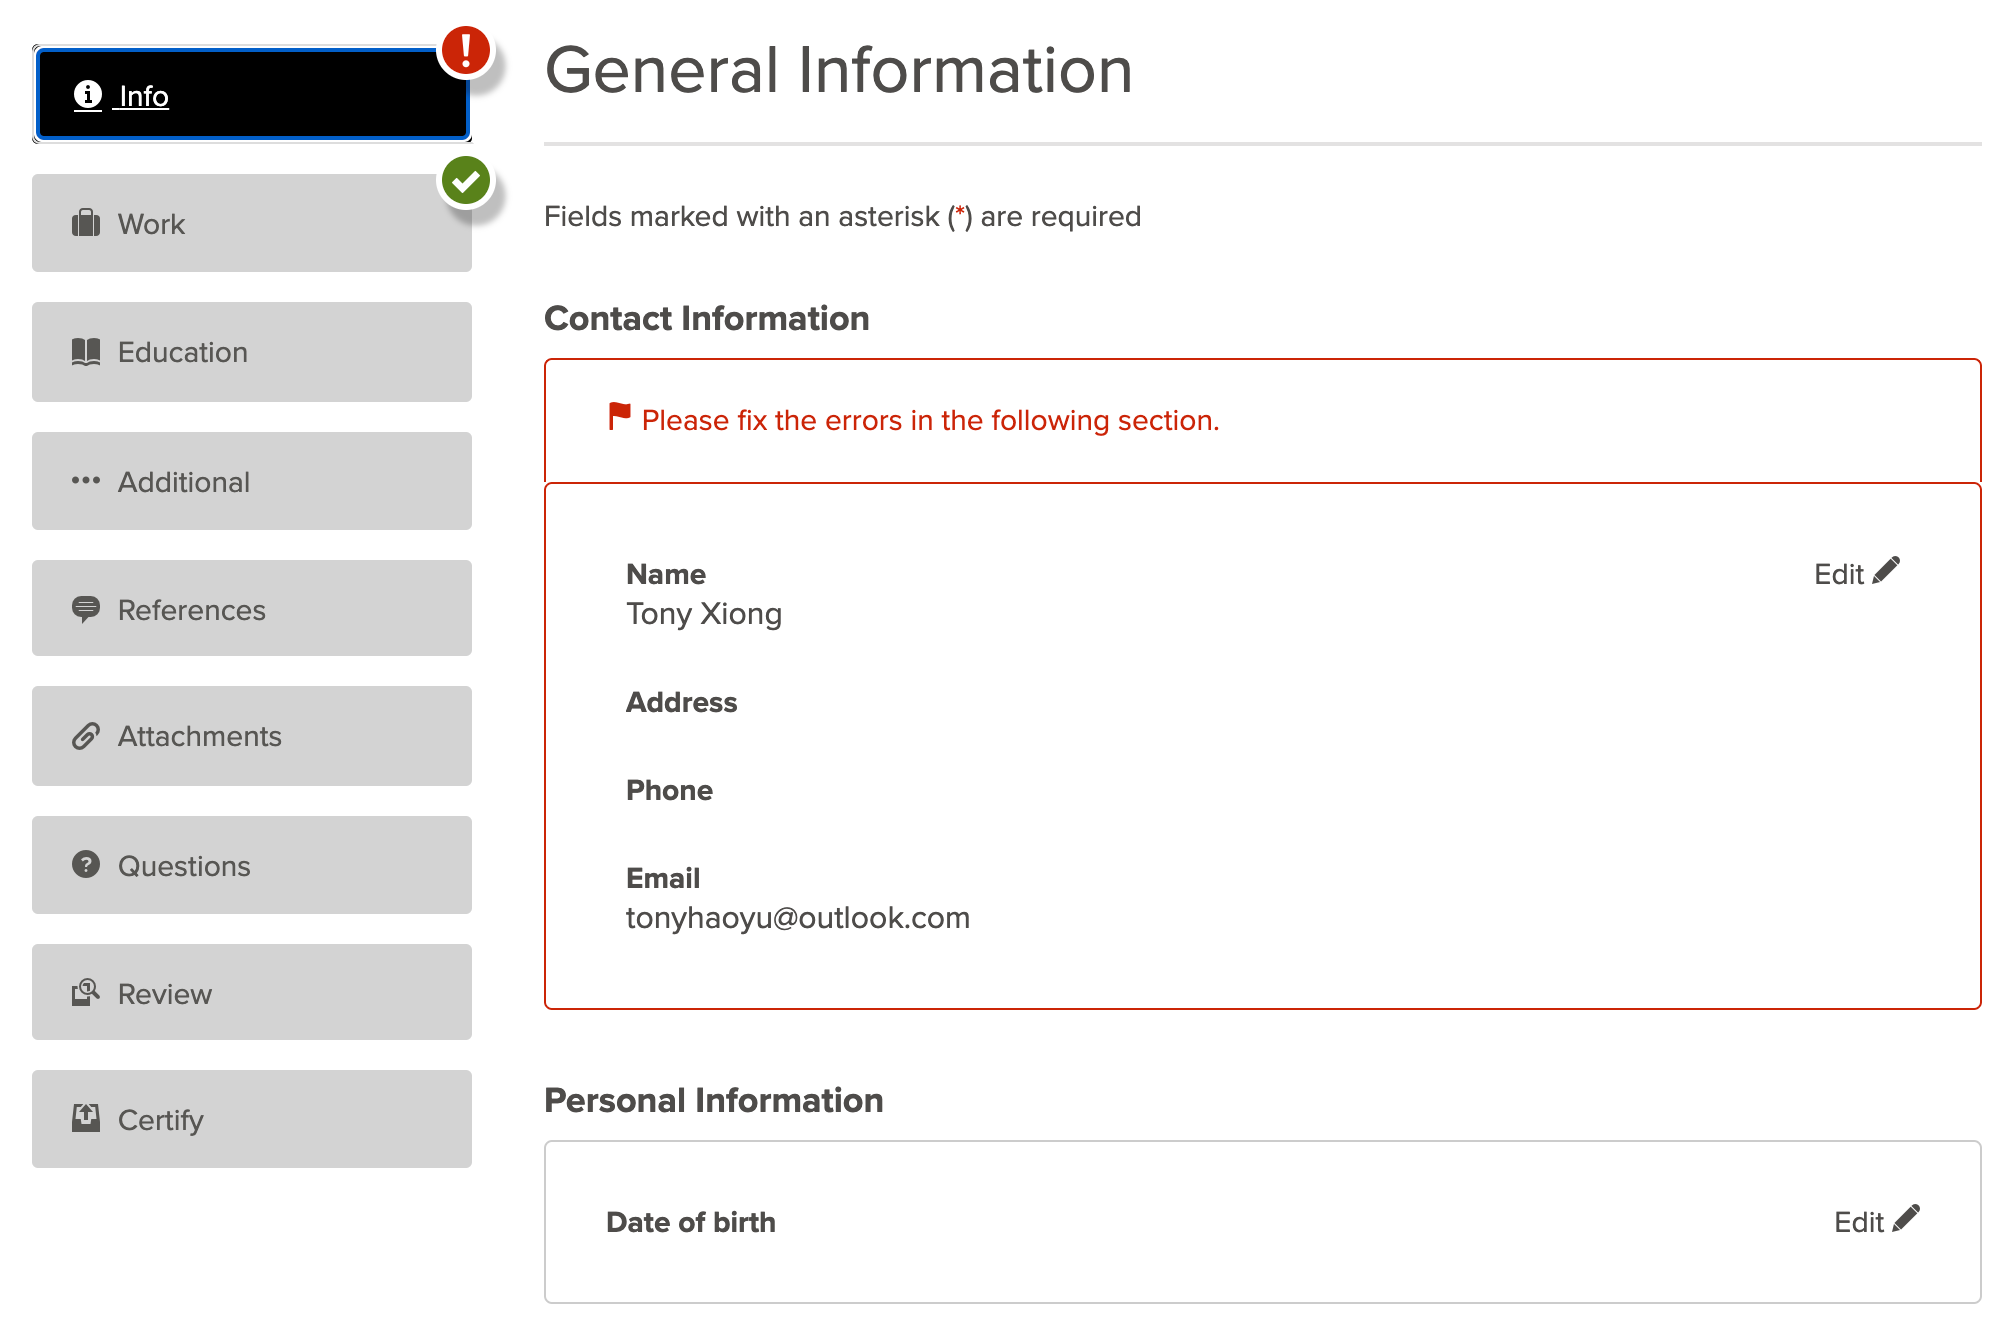 Info
Work
Education
Additional
References
Attachments
Questions
Review
Certify
General Information
Fields marked with an asterisk (*) are required
Contact Information
Please fix the errors in the following section.
Name
Edit
Tony Xiong
Address
Phone
Email
tonyhaoyu@outlook.com
Personal Information
Date of birth
Edit